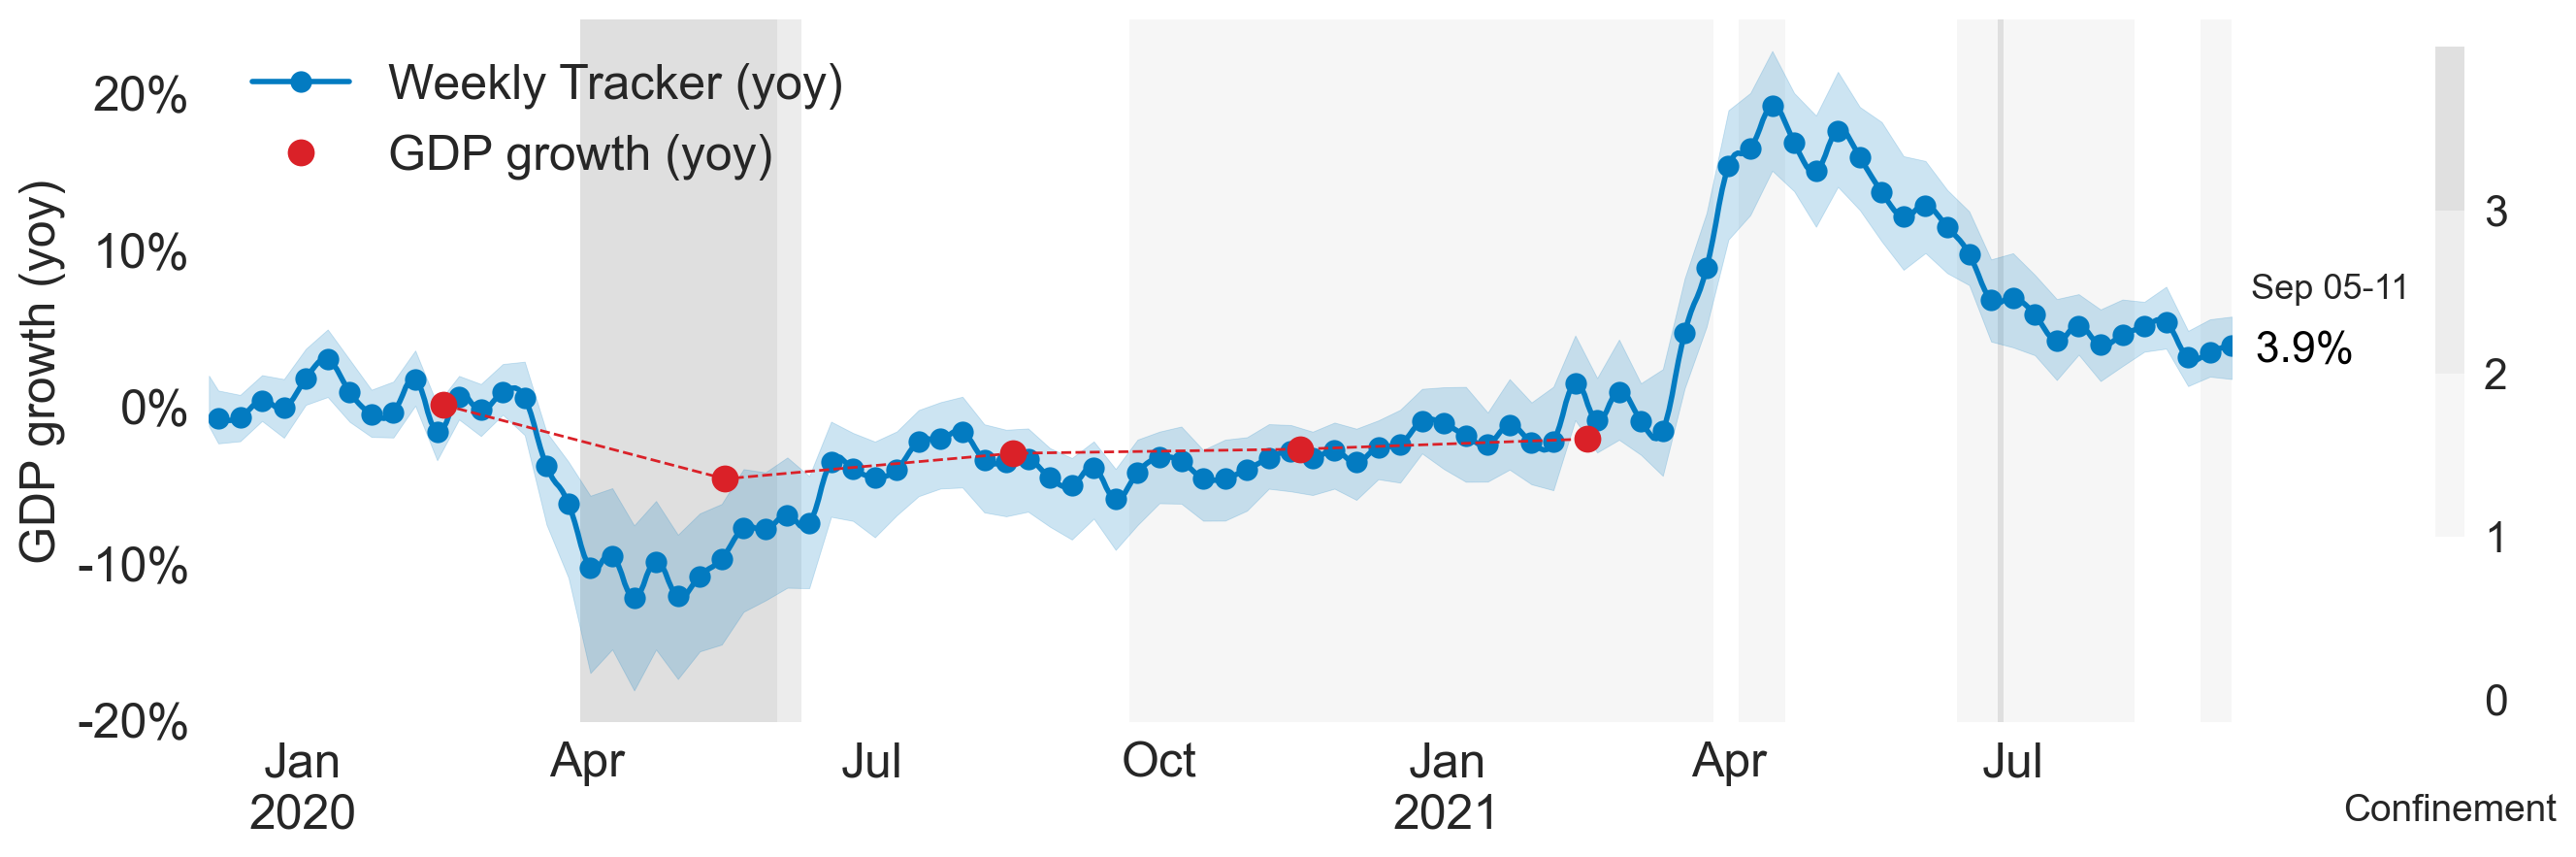 Weekly Tracker (yoy)
GDP growth (yoy)
GDP growth (yoy)
20%
10%
0%
-10%
-20%
Jan
2020
Apr
Jul
Oct
Jan
2021
Apr
Jul
Sep 05-11
3.9%
3
2
1
0
Confinement